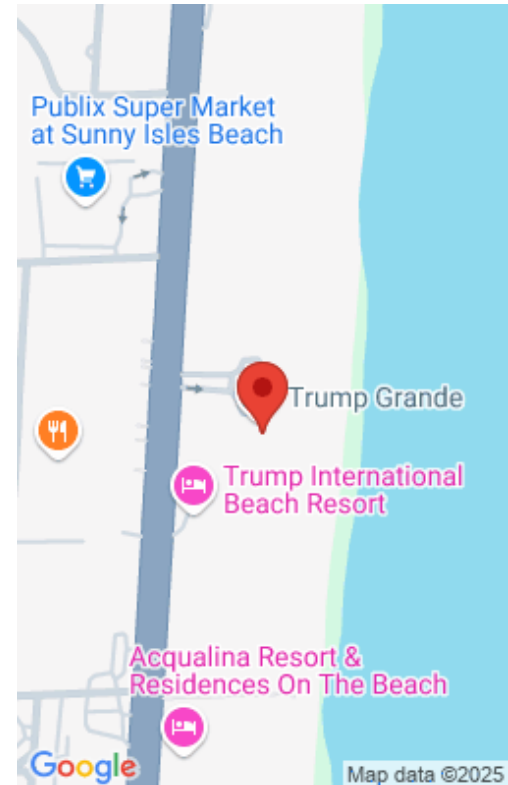 Publix Super Market
at Sunny Isles Beach
Trump Grande
Trump International
Beach Resort
Acqualina Resort &
Residences On The Beach
Google
Map data ©2025